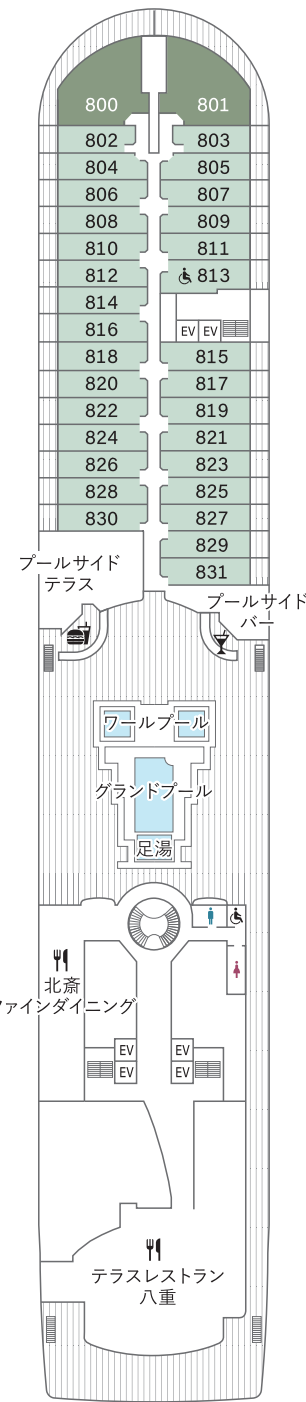 800 801
802 803
804 805
806 807
808 809
810 811
812 813
814
816 EV EV
818 815
820 817
822 819
824 821
826 823
828 825
830 827
829
831
プールサイド
テラス
プールサイド
バー
ワールプール
グランドプール
足湯
北斎
ファインダイニング
EV EV
EV EV
テラスレストラン
八重